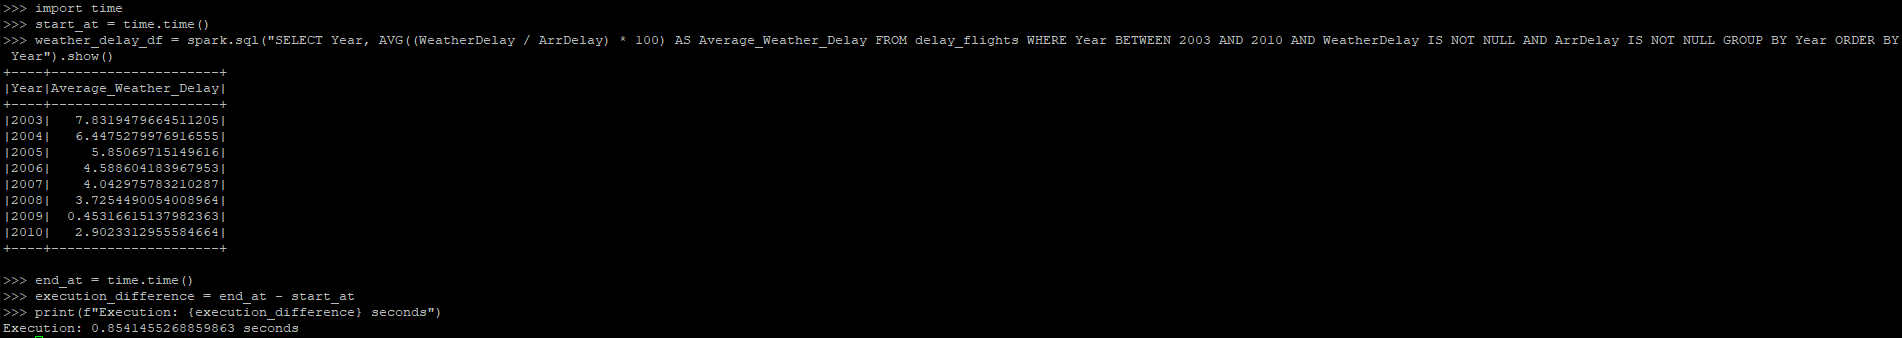 >>> import time
>>> start_at = time.time()
>>> weather_delay_df = spark.sql("SELECT Year, AVG((WeatherDelay / ArrDelay) * 100) AS Average_Weather_Delay FROM delay_flights WHERE Year BETWEEN 2003 AND 2010 AND WeatherDelay IS NOT NULL AND ArrDelay IS NOT NULL GROUP BY Year ORDER BY
 Year").show()
+----+---------------------+
|Year|Average_Weather_Delay|
+----+---------------------+
|2003|   7.8319479664511205|
|2004|   6.4475279976916555|
|2005|     5.85069715149616|
|2006|    4.588604183967953|
|2007|    4.042975783210287|
|2008|   3.7254490054008964|
|2009|  0.45316615137982363|
|2010|   2.9023312955584664|
+----+---------------------+
>>> end_at = time.time()
>>> execution_difference = end_at - start_at
>>> print(f"Execution: {execution_difference} seconds")
Execution: 0.8541455268859863 seconds